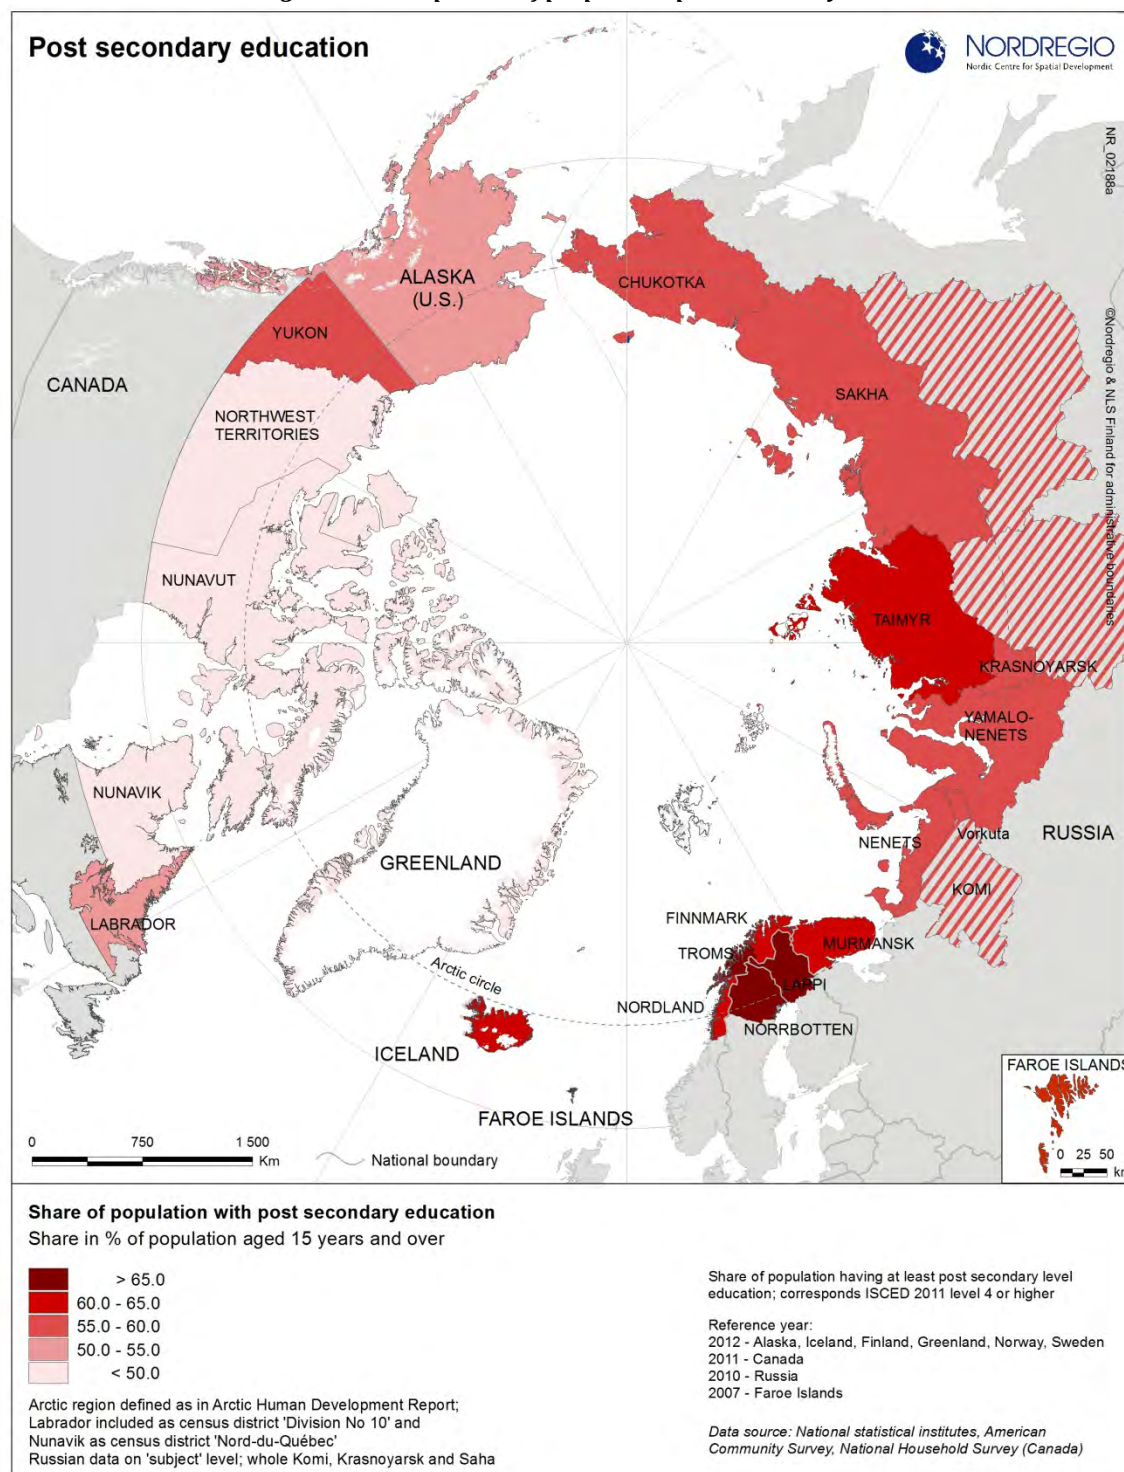 Post secondary education
NORDREGIO
Nordic Centre for Spatial Development
NR_02188a
©Nordregio & NLS Finland for administrative boundaries
ALASKA
(U.S.)
CHUKOTKA
YUKON
CANADA
SAKHA
NORTHWEST
TERRITORIES
NUNAVUT
TAIMYR
KRASNOYARSK
YAMALO-
NENETS
NUNAVIK
RUSSIA
Vorkuta
NENETS
GREENLAND
KOMI
LABRADOR
FINNMARK
MURMANSK
TROMS
LAPPI
Arctic circle
NORDLAND
NORRBOTTEN
ICELAND
FAROE ISLANDS
FAROE ISLANDS
0 25 50
km
0 750 1 500
Km
National boundary
Share of population with post secondary education
Share in % of population aged 15 years and over
> 65.0
60.0 - 65.0
55.0 - 60.0
50.0 - 55.0
< 50.0
Arctic region defined as in Arctic Human Development Report;
Labrador included as census district 'Division No 10' and
Nunavik as census district 'Nord-du-Québec'
Russian data on 'subject' level; whole Komi, Krasnoyarsk and Saha
Share of population having at least post secondary level
education; corresponds ISCED 2011 level 4 or higher
Reference year:
2012 - Alaska, Iceland, Finland, Greenland, Norway, Sweden
2011 - Canada
2010 - Russia
2007 - Faroe Islands
Data source: National statistical institutes, American
Community Survey, National Household Survey (Canada)